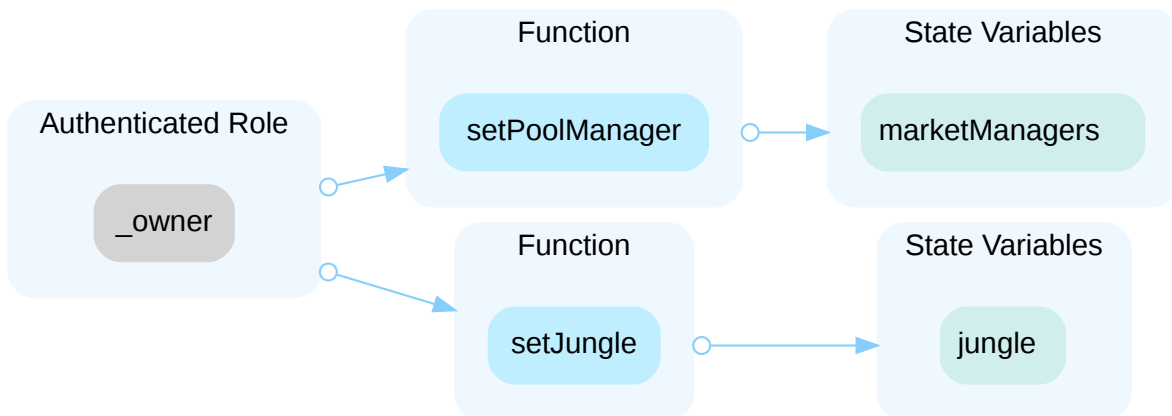 Authenticated Role
_owner
Function
setPoolManager
State Variables
marketManagers
Function
setJungle
State Variables
jungle